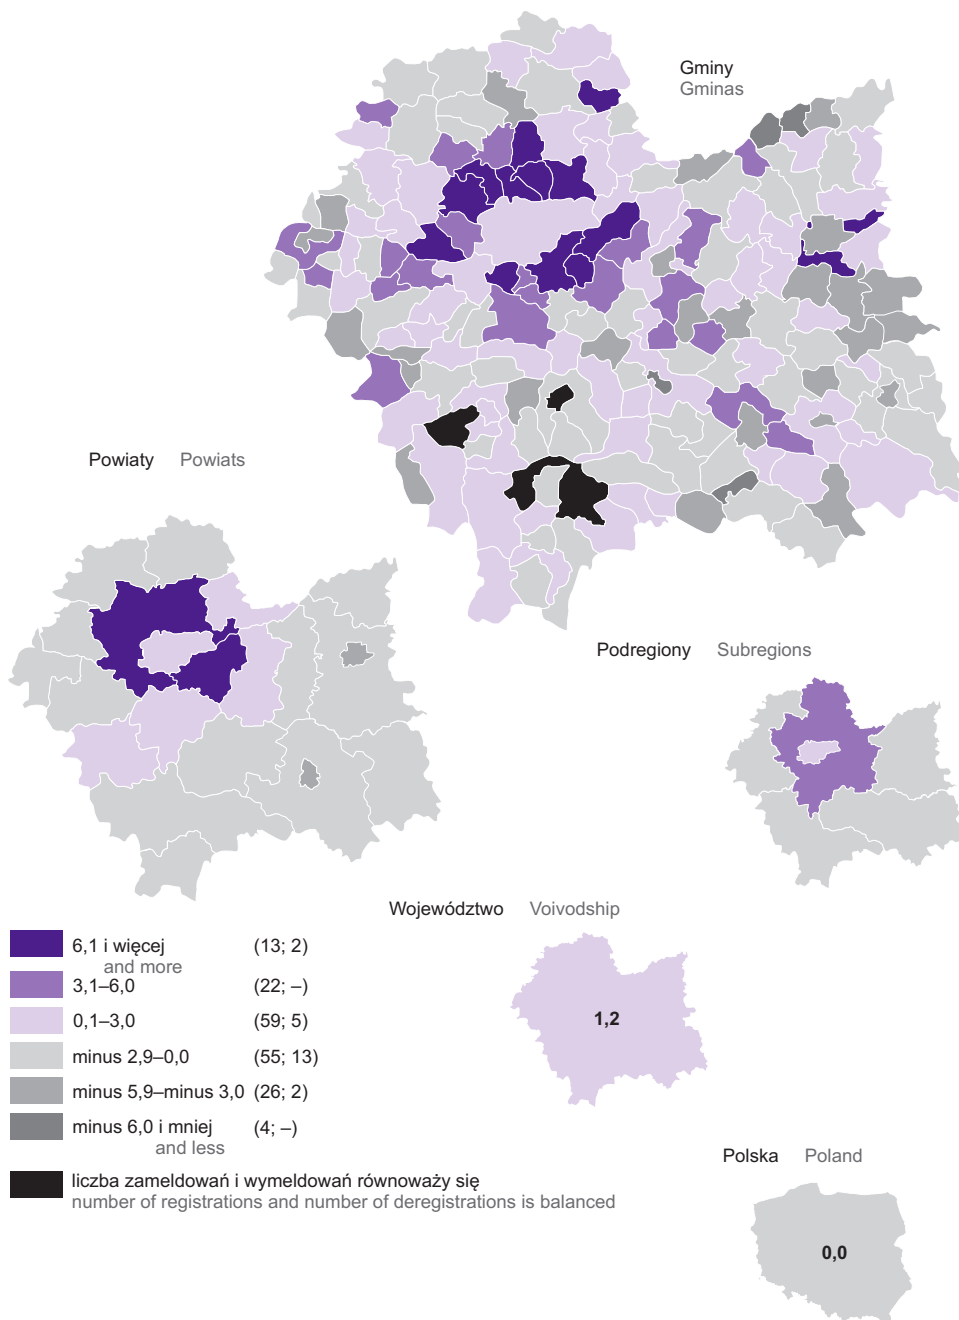 Gminy
Gminas
Powiaty Powiats
Podregiony Subregions
Województwo Voivodship
6,1 i więcej (13; 2)
and more
3,1–6,0 (22; –)
0,1–3,0 (59; 5)
1,2
minus 2,9–0,0 (55; 13)
minus 5,9–minus 3,0 (26; 2)
minus 6,0 i mniej (4; –)
and less
Polska Poland
liczba zameldowań i wymeldowań równoważy się
number of registrations and number of deregistrations is balanced
0,0